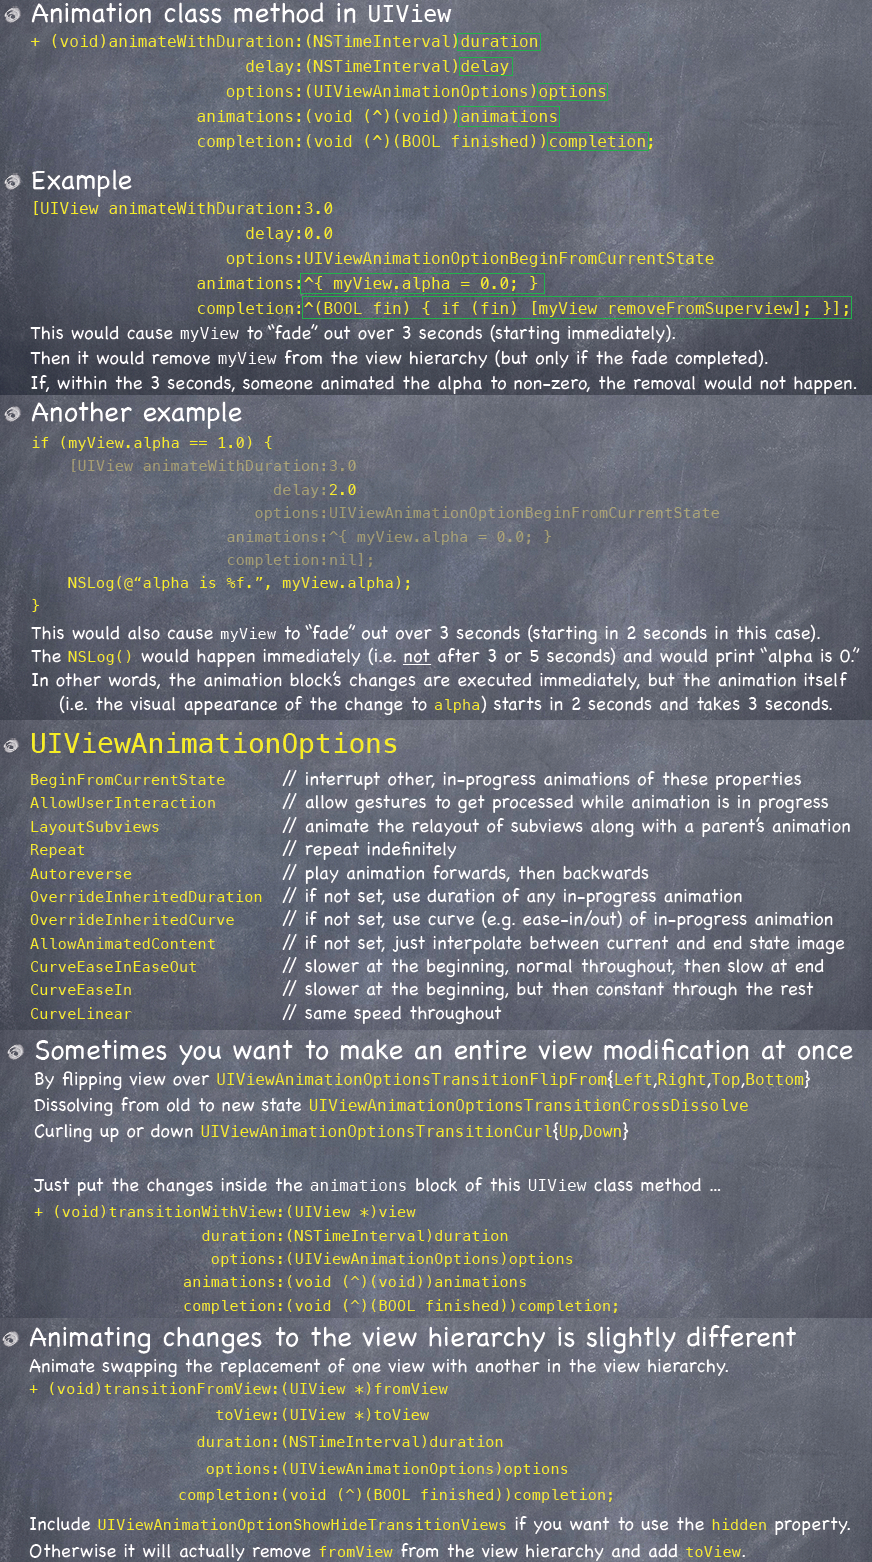 Animation class method in UIView
+ (void)animateWithDuration:(NSTimeInterval)duration
delay:(NSTimeInterval)delay
options:(UIViewAnimationOptions)options
animations:(void (^)(void))animations
completion:(void (^)(BOOL finished))completion;
Example
[UIView animateWithDuration:3.0
delay:0.0
options:UIViewAnimationOptionBeginFromCurrentState
animations:^{ myView.alpha = 0.0; }
completion:^(BOOL fin) { if (fin) [myView removeFromSuperview]; }];
This would cause myView to “fade” out over 3 seconds (starting immediately).
Then it would remove myView from the view hierarchy (but only if the fade completed).
If, within the 3 seconds, someone animated the alpha to non-zero, the removal would not happen.
Another example
if (myView.alpha == 1.0) {
[UIView animateWithDuration:3.0
delay:2.0
options:UIViewAnimationOptionBeginFromCurrentState
animations:^{ myView.alpha = 0.0; }
completion:nil];
NSLog(@“alpha is %f.”, myView.alpha);
}
This would also cause myView to “fade” out over 3 seconds (starting in 2 seconds in this case).
The NSLog() would happen immediately (i.e. not after 3 or 5 seconds) and would print “alpha is 0.”
In other words, the animation block’s changes are executed immediately, but the animation itself
(i.e. the visual appearance of the change to alpha) starts in 2 seconds and takes 3 seconds.
UIViewAnimationOptions
BeginFromCurrentState // interrupt other, in-progress animations of these properties
AllowUserInteraction // allow gestures to get processed while animation is in progress
LayoutSubviews // animate the relayout of subviews along with a parent’s animation
Repeat // repeat indefinitely
Autoreverse // play animation forwards, then backwards
OverrideInheritedDuration // if not set, use duration of any in-progress animation
OverrideInheritedCurve // if not set, use curve (e.g. ease-in/out) of in-progress animation
AllowAnimatedContent // if not set, just interpolate between current and end state image
CurveEaseInEaseOut // slower at the beginning, normal throughout, then slow at end
CurveEaseIn // slower at the beginning, but then constant through the rest
CurveLinear // same speed throughout
Sometimes you want to make an entire view modification at once
By flipping view over UIViewAnimationOptionsTransitionFlipFrom{Left,Right,Top,Bottom}
Dissolving from old to new state UIViewAnimationOptionsTransitionCrossDissolve
Curling up or down UIViewAnimationOptionsTransitionCurl{Up,Down}
Just put the changes inside the animations block of this UIView class method ...
+ (void)transitionWithView:(UIView *)view
duration:(NSTimeInterval)duration
options:(UIViewAnimationOptions)options
animations:(void (^)(void))animations
completion:(void (^)(BOOL finished))completion;
Animating changes to the view hierarchy is slightly different
Animate swapping the replacement of one view with another in the view hierarchy.
+ (void)transitionFromView:(UIView *)fromView
toView:(UIView *)toView
duration:(NSTimeInterval)duration
options:(UIViewAnimationOptions)options
completion:(void (^)(BOOL finished))completion;
Include UIViewAnimationOptionShowHideTransitionViews if you want to use the hidden property.
Otherwise it will actually remove fromView from the view hierarchy and add toView.